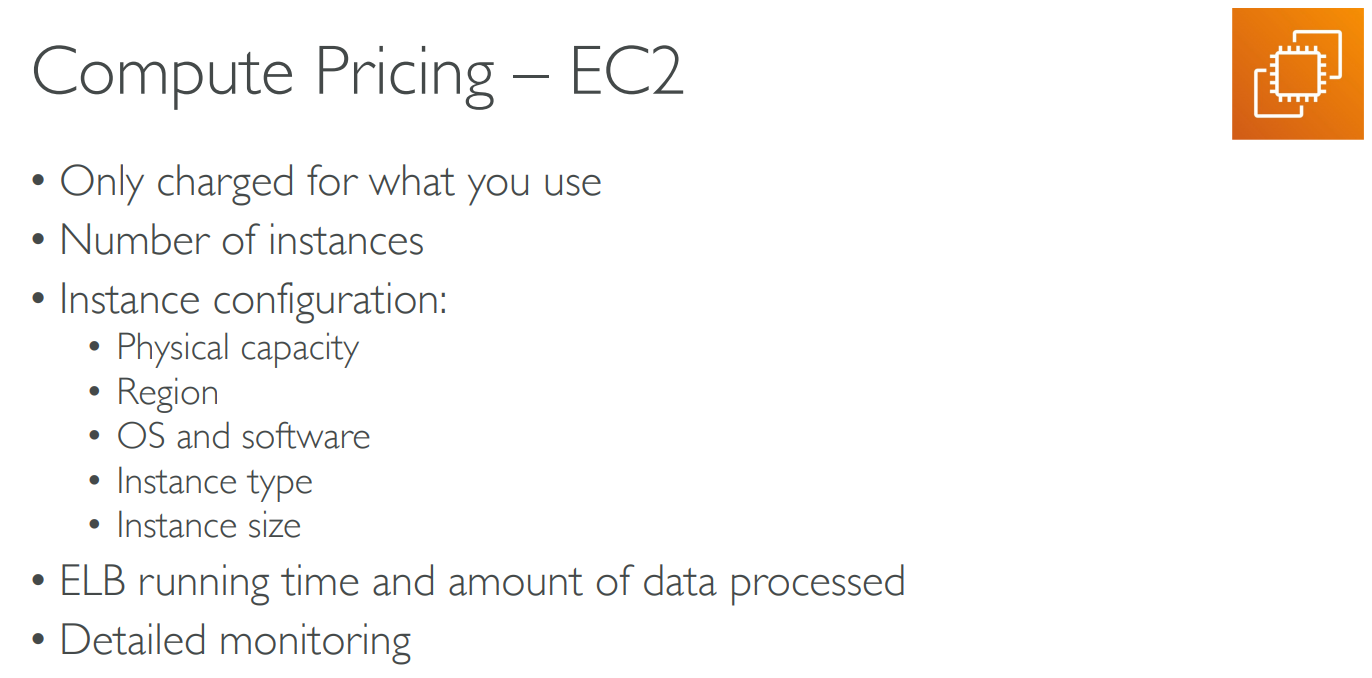 Compute Pricing – EC2
• Only charged for what you use
• Number of instances
• Instance configuration:
• Physical capacity
• Region
• OS and software
• Instance type
• Instance size
• ELB running time and amount of data processed
• Detailed monitoring